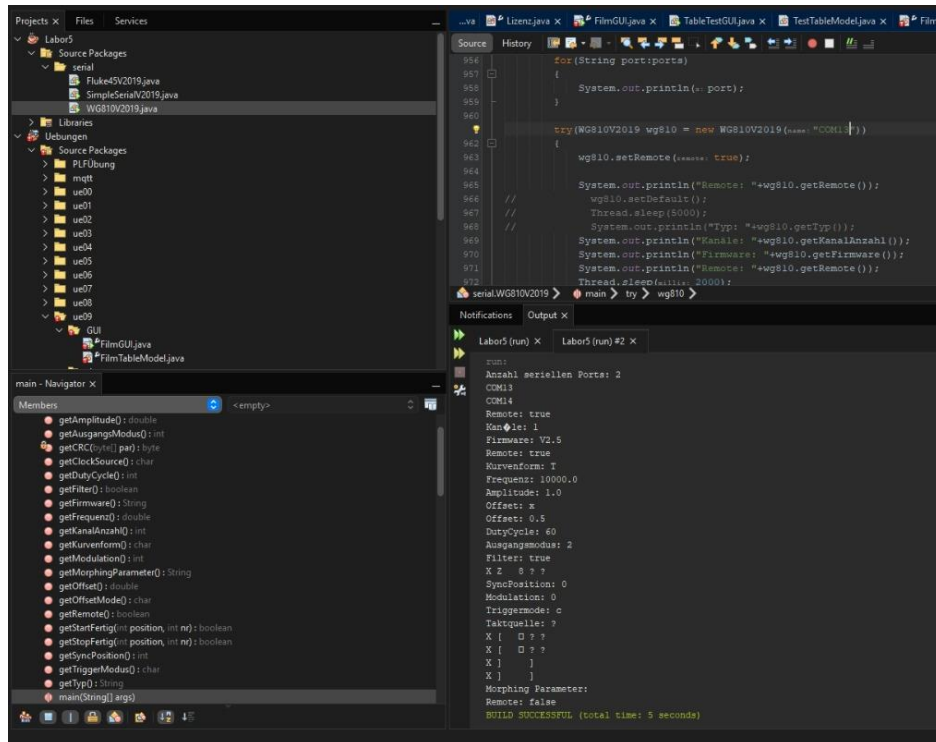 Projects × Files Services
Labor5
Source Packages
serial
Fluke45V2019.java
SimpleSerialV2019.java
WG810V2019.java
Libraries
Uebungen
Source Packages
PLFÜbung
mqtt
ue00
ue01
ue02
ue03
ue04
ue05
ue06
ue07
ue08
ue09
GUI
FilmGUI.java
FilmTableModel.java
main - Navigator ×
Members <empty>
getAmplitude() : double
getAusgangsModus() : int
getCRC(byte[] par) : byte
getClockSource() : char
getDutyCycle() : int
getFilter() : boolean
getFirmware() : String
getFrequenz() : double
getKanalAnzahl() : int
getKurvenform() : char
getModulation() : int
getMorphingParameter() : String
getOffset() : double
getOffsetMode() : char
getRemote() : boolean
getStartFertig(int position, int nr) : boolean
getStopFertig(int position, int nr) : boolean
getSyncPosition() : int
getTriggerModus() : char
getTyp() : String
main(String[] args)
...va Lizenz.java × FilmGUI.java × TableTestGUI.java × TestTableModel.java × Film
Source History
956 for(String port:ports)
957 {
958 System.out.println(x: port);
959 }
960
try(WG810V2019 wg810 = new WG810V2019(name: "COM13"))
962 {
963 wg810.setRemote(remote: true);
964
965 System.out.println("Remote: "+wg810.getRemote());
966 // wg810.setDefault();
967 // Thread.sleep(5000);
968 // System.out.println("Typ: "+wg810.getTyp());
969 System.out.println("Kanäle: "+wg810.getKanalAnzahl());
970 System.out.println("Firmware: "+wg810.getFirmware());
971 System.out.println("Remote: "+wg810.getRemote());
972 Thread.sleep(millis: 2000);
serial.WG810V2019 main try wg810
Notifications Output ×
Labor5 (run) × Labor5 (run) #2 ×
run:
Anzahl seriellen Ports: 2
COM13
COM14
Remote: true
Kan�le: 1
Firmware: V2.5
Remote: true
Kurvenform: T
Frequenz: 10000.0
Amplitude: 1.0
Offset: m
Offset: 0.5
DutyCycle: 60
Ausgangsmodus: 2
Filter: true
X Z 8 ? ?
SyncPosition: 0
Modulation: 0
Triggermode: c
Taktquelle: ?
X [ □ ? ?
X [ □ ? ?
X ] ]
X ] ]
Morphing Parameter:
Remote: false
BUILD SUCCESSFUL (total time: 5 seconds)